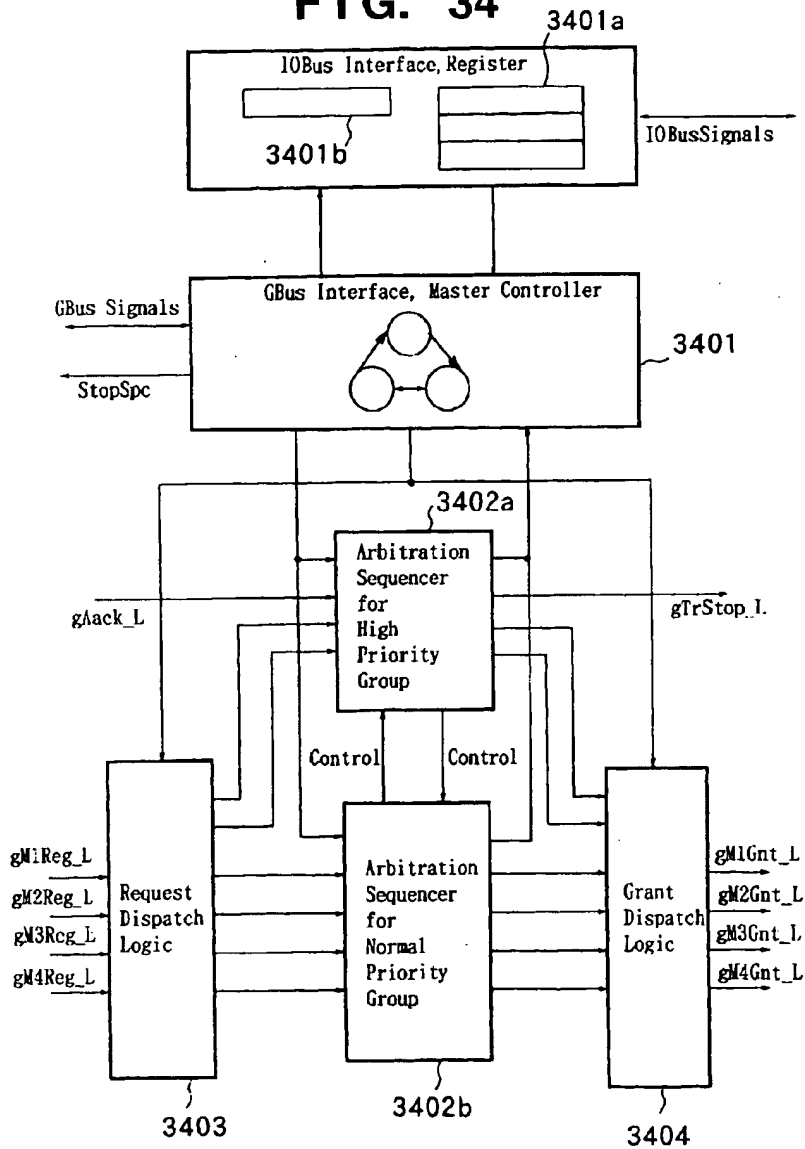 FIG. 34
3401a
IOBus Interface, Register
3401b
IOBusSignals
GBus Interface, Master Controller
GBus Signals
StopSpc
3401
3402a
Arbitration
Sequencer
for
High
Priority
Group
gAack_L
gTrStop_L
Control
Control
gM1Reg_L
gM2Reg_L
gM3Reg_L
gM4Reg_L
Request
Dispatch
Logic
Arbitration
Sequencer
for
Normal
Priority
Group
Grant
Dispatch
Logic
gM1Gnt_L
gM2Gnt_L
gM3Gnt_L
gM4Gnt_L
3403
3402b
3404